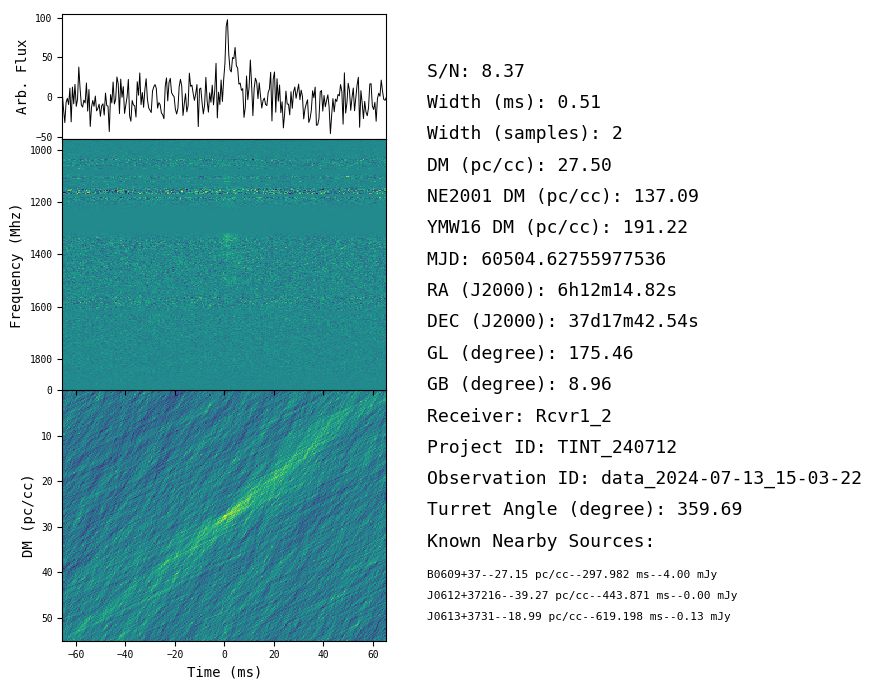 100
50
0
−50
Arb. Flux
1000
1200
1400
1600
1800
Frequency (Mhz)
0
10
20
30
40
50
DM (pc/cc)
−60
−40
−20
0
20
40
60
Time (ms)
S/N: 8.37
Width (ms): 0.51
Width (samples): 2
DM (pc/cc): 27.50
NE2001 DM (pc/cc): 137.09
YMW16 DM (pc/cc): 191.22
MJD: 60504.62755977536
RA (J2000): 6h12m14.82s
DEC (J2000): 37d17m42.54s
GL (degree): 175.46
GB (degree): 8.96
Receiver: Rcvr1_2
Project ID: TINT_240712
Observation ID: data_2024-07-13_15-03-22
Turret Angle (degree): 359.69
Known Nearby Sources:
B0609+37--27.15 pc/cc--297.982 ms--4.00 mJy
J0612+37216--39.27 pc/cc--443.871 ms--0.00 mJy
J0613+3731--18.99 pc/cc--619.198 ms--0.13 mJy